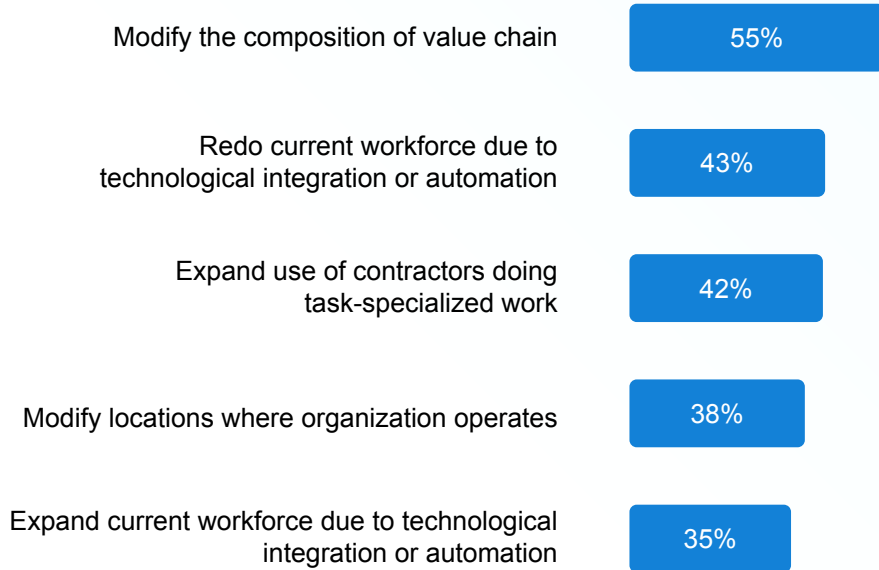 Modify the composition of value chain
55%
Redo current workforce due to
technological integration or automation
43%
Expand use of contractors doing
task-specialized work
42%
Modify locations where organization operates
38%
Expand current workforce due to technological
integration or automation
35%